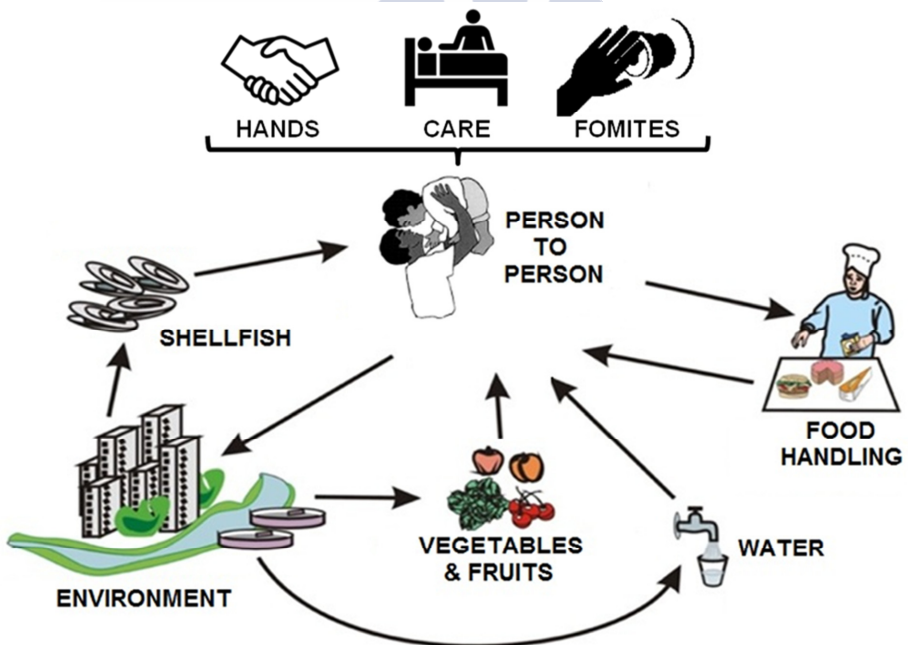 HANDS
CARE
FOMITES
PERSON
TO
PERSON
SHELLFISH
FOOD
HANDLING
VEGETABLES
& FRUITS
WATER
ENVIRONMENT